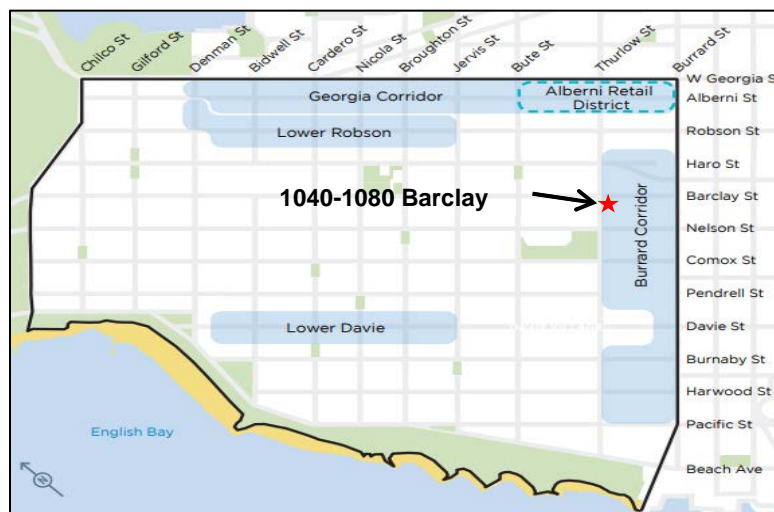 Chilco St
Gilford St
Denman St
Bidwell St
Cardero St
Nicola St
Broughton St
Jervis St
Bute St
Thurlow St
Burrard St
W Georgia S
Georgia Corridor
Alberni Retail
District
Alberni St
Lower Robson
Robson St
Haro St
1040-1080 Barclay
Barclay St
Burrard Corridor
Nelson St
Comox St
Pendrell St
Lower Davie
Davie St
Burnaby St
Harwood St
English Bay
Pacific St
Beach Ave
N